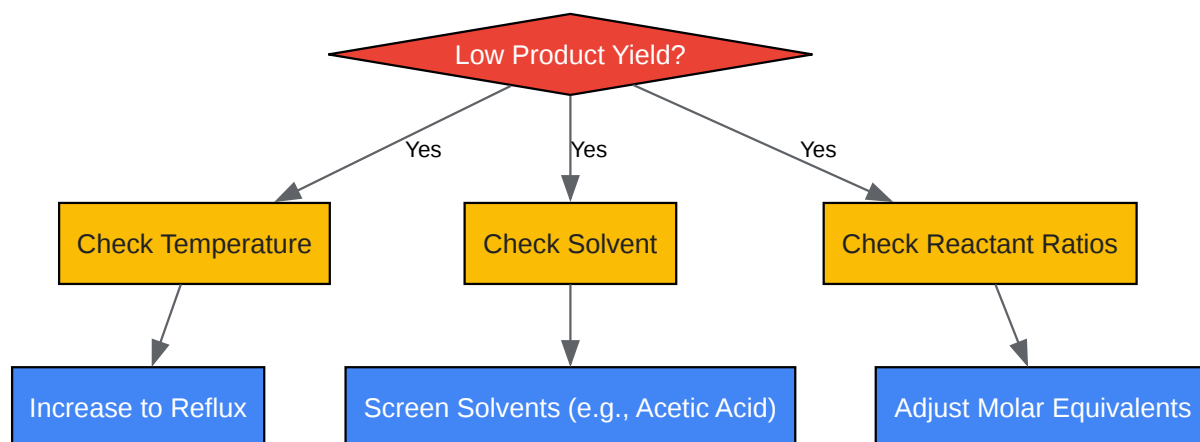 Low Product Yield?
Yes
Yes
Yes
Check Temperature
Check Solvent
Check Reactant Ratios
Increase to Reflux
Screen Solvents (e.g., Acetic Acid)
Adjust Molar Equivalents